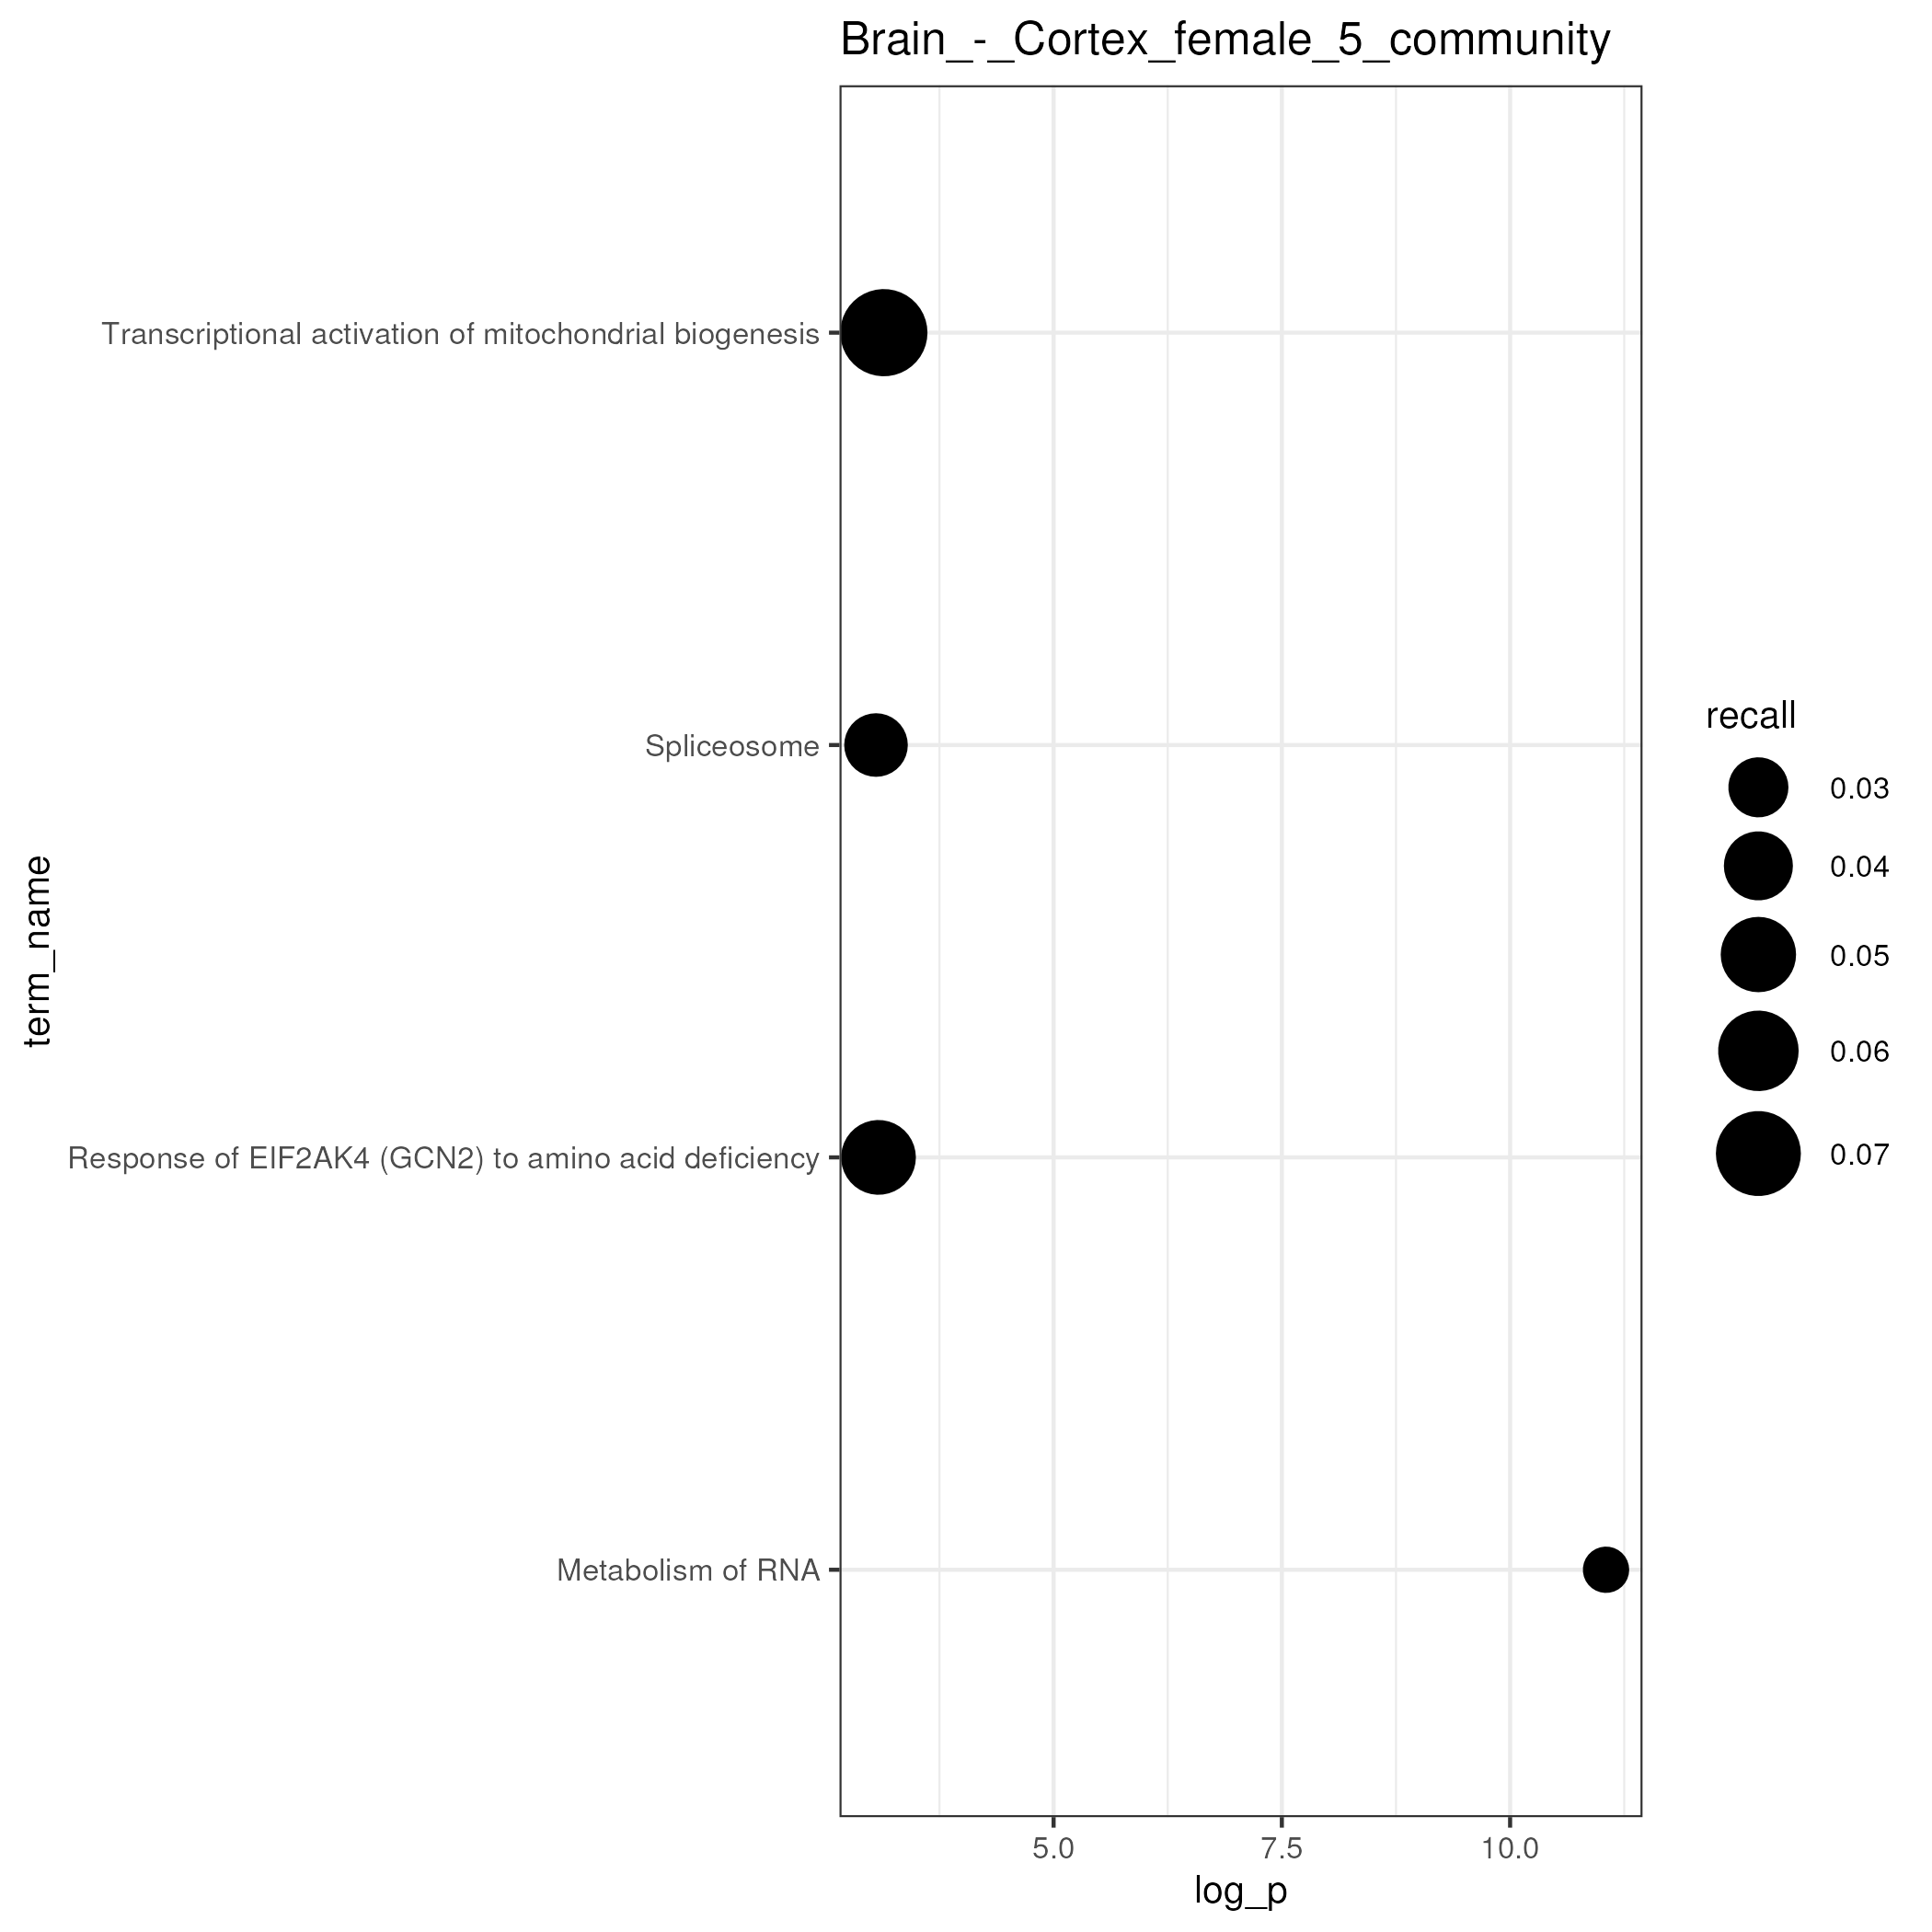 Brain_-_Cortex_female_5_community
Transcriptional activation of mitochondrial biogenesis
Spliceosome
Response of EIF2AK4 (GCN2) to amino acid deficiency
Metabolism of RNA
term_name
5.0
7.5
10.0
log_p
recall
0.03
0.04
0.05
0.06
0.07